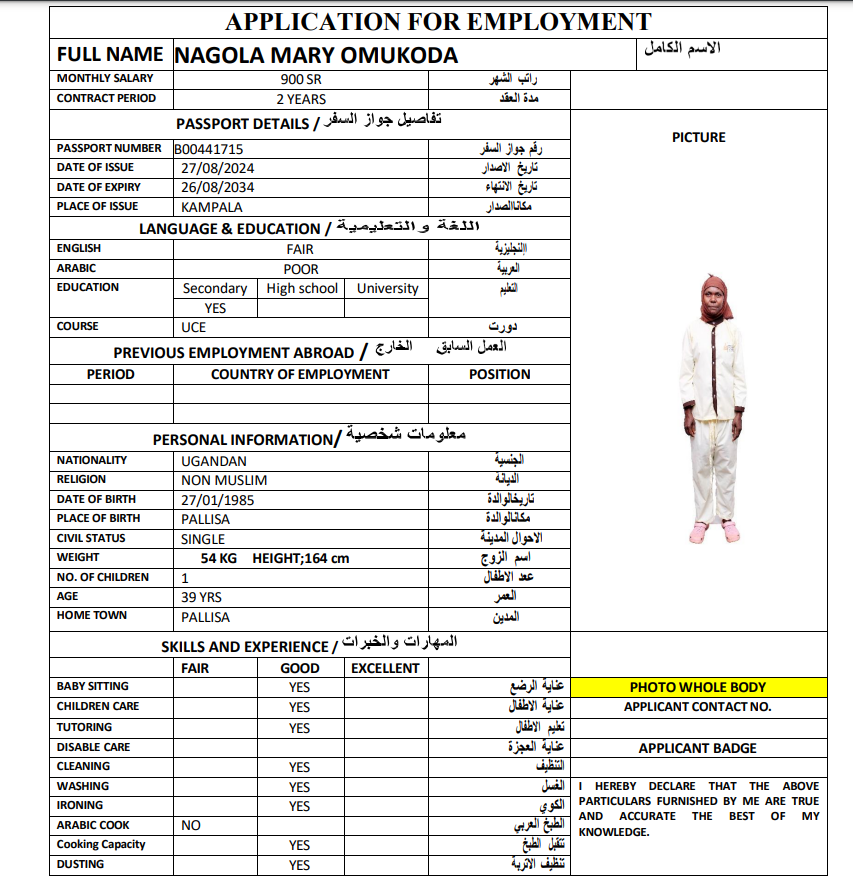 APPLICATION FOR EMPLOYMENT
FULL NAME NAGOLA MARY OMUKODA الاسم الكامل
MONTHLY SALARY 900 SR راتب الشهر
CONTRACT PERIOD 2 YEARS مدة العقد
PASSPORT DETAILS / تفاصيل جواز السفر
PICTURE
PASSPORT NUMBER B00441715 رقم جواز السفر
DATE OF ISSUE 27/08/2024 تاريخ الاصدار
DATE OF EXPIRY 26/08/2034 تاريخ الانتهاء
PLACE OF ISSUE KAMPALA مكاناالصدار
LANGUAGE & EDUCATION / اللغة والتعليمية
ENGLISH FAIR اإلنجليزية
ARABIC POOR العربية
EDUCATION Secondary High school University التعليم
YES
COURSE UCE دورت
PREVIOUS EMPLOYMENT ABROAD / الخارج العمل السابق
PERIOD COUNTRY OF EMPLOYMENT POSITION
PERSONAL INFORMATION/ معلومات شخصية
NATIONALITY UGANDAN الجنسية
RELIGION NON MUSLIM الديانة
DATE OF BIRTH 27/01/1985 تاريخالوالدة
PLACE OF BIRTH PALLISA مكانالوالدة
CIVIL STATUS SINGLE الاحوال المدينة
WEIGHT 54 KG HEIGHT;164 cm اسم الزوج
NO. OF CHILDREN 1 عدد الاطفال
AGE 39 YRS العمر
HOME TOWN PALLISA المدين
SKILLS AND EXPERIENCE / المهارات والخبرات
FAIR GOOD EXCELLENT
BABY SITTING YES عناية الرضع
PHOTO WHOLE BODY
CHILDREN CARE YES عناية الاطفال
APPLICANT CONTACT NO.
TUTORING YES تعليم الاطفال
DISABLE CARE عناية العجزة
APPLICANT BADGE
CLEANING YES التنظيف
WASHING YES الغسل
IRONING YES الكوي
ARABIC COOK NO الطبخ العربي
Cooking Capacity YES تتقبل الطبخ
DUSTING YES تنظيف الاتربة
I HEREBY DECLARE THAT THE ABOVE
PARTICULARS FURNISHED BY ME ARE TRUE
AND ACCURATE THE BEST OF MY
KNOWLEDGE.